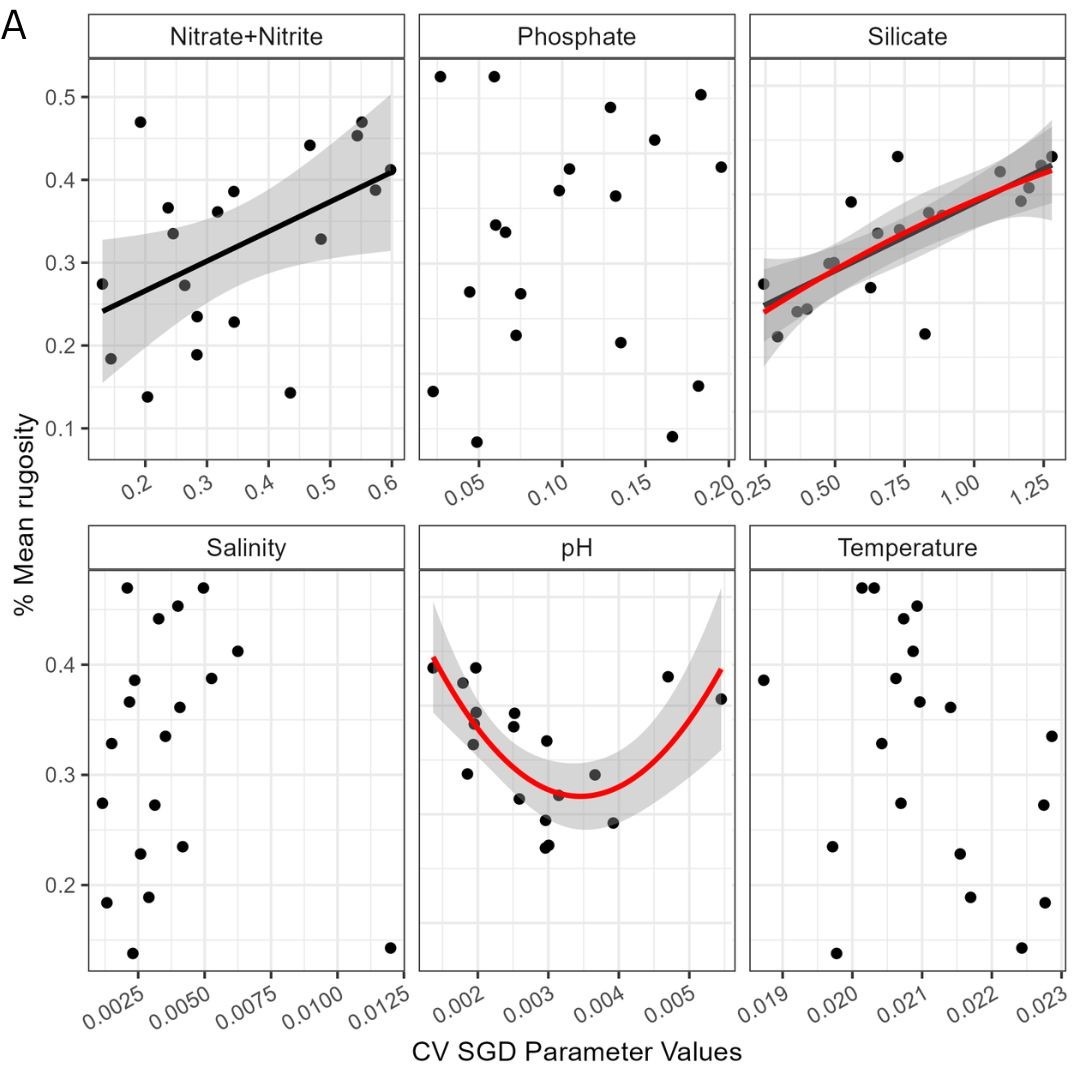 A
Nitrate+Nitrite
Phosphate
Silicate
0.5
0.4
0.3
0.2
0.1
0.2 0.3 0.4 0.5 0.6
0.05 0.10 0.15 0.20
0.25 0.50 0.75 1.00 1.25
% Mean rugosity
Salinity
pH
Temperature
0.4
0.3
0.2
0.0025 0.0050 0.0075 0.0100 0.0125
0.002 0.003 0.004 0.005
0.019 0.020 0.021 0.022 0.023
CV SGD Parameter Values